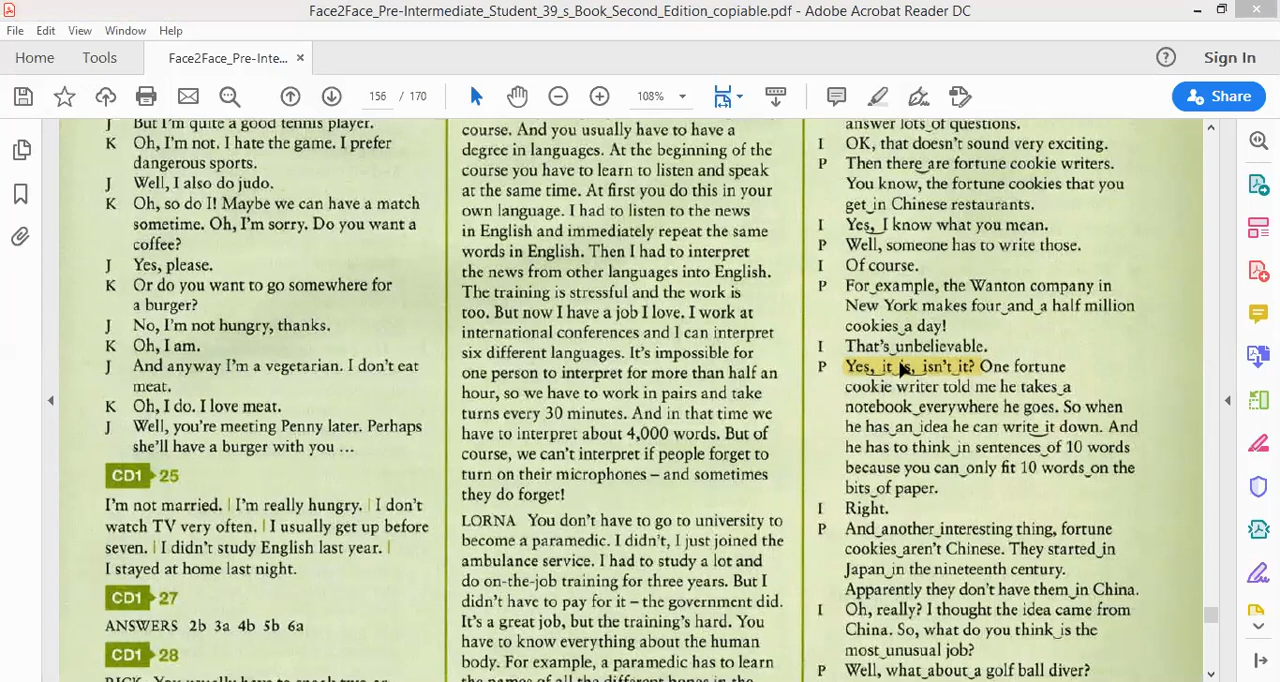 Face2Face_Pre-Intermediate_Student_39_s_Book_Second_Edition_copiable.pdf - Adobe Acrobat Reader DC
File Edit View Window Help
Home Tools Face2Face_Pre-Inte... × Sign In
156 / 170 108% Share
J But I'm quite a good tennis player.
K Oh, I'm not. I hate the game. I prefer
dangerous sports.
J Well, I also do judo.
K Oh, so do I! Maybe we can have a match
sometime. Oh, I'm sorry. Do you want a
coffee?
J Yes, please.
K Or do you want to go somewhere for
a burger?
J No, I'm not hungry, thanks.
K Oh, I am.
J And anyway I'm a vegetarian. I don't eat
meat.
K Oh, I do. I love meat.
J Well, you're meeting Penny later. Perhaps
she'll have a burger with you ...
CD1 25
I'm not married. | I'm really hungry. | I don't
watch TV very often. | I usually get up before
seven. | I didn't study English last year. |
I stayed at home last night.
CD1 27
ANSWERS 2b 3a 4b 5b 6a
CD1 28
course. And you usually have to have a
degree in languages. At the beginning of the
course you have to learn to listen and speak
at the same time. At first you do this in your
own language. I had to listen to the news
in English and immediately repeat the same
words in English. Then I had to interpret
the news from other languages into English.
The training is stressful and the work is
too. But now I have a job I love. I work at
international conferences and I can interpret
six different languages. It's impossible for
one person to interpret for more than half an
hour, so we have to work in pairs and take
turns every 30 minutes. And in that time we
have to interpret about 4,000 words. But of
course, we can't interpret if people forget to
turn on their microphones – and sometimes
they do forget!
LORNA You don't have to go to university to
become a paramedic. I didn't, I just joined the
ambulance service. I had to study a lot and
do on-the-job training for three years. But I
didn't have to pay for it – the government did.
It's a great job, but the training's hard. You
have to know everything about the human
body. For example, a paramedic has to learn
the names of all the different bones in the
answer lots of questions.
I OK, that doesn't sound very exciting.
P Then there are fortune cookie writers.
You know, the fortune cookies that you
get in Chinese restaurants.
I Yes, I know what you mean.
P Well, someone has to write those.
I Of course.
P For example, the Wanton company in
New York makes four and a half million
cookies a day!
I That's unbelievable.
P Yes, it is, isn't it? One fortune
cookie writer told me he takes a
notebook everywhere he goes. So when
he has an idea he can write it down. And
he has to think in sentences of 10 words
because you can only fit 10 words on the
bits of paper.
I Right.
P And another interesting thing, fortune
cookies aren't Chinese. They started in
Japan in the nineteenth century.
Apparently they don't have them in China.
I Oh, really? I thought the idea came from
China. So, what do you think is the
most unusual job?
P Well, what about a golf ball diver?